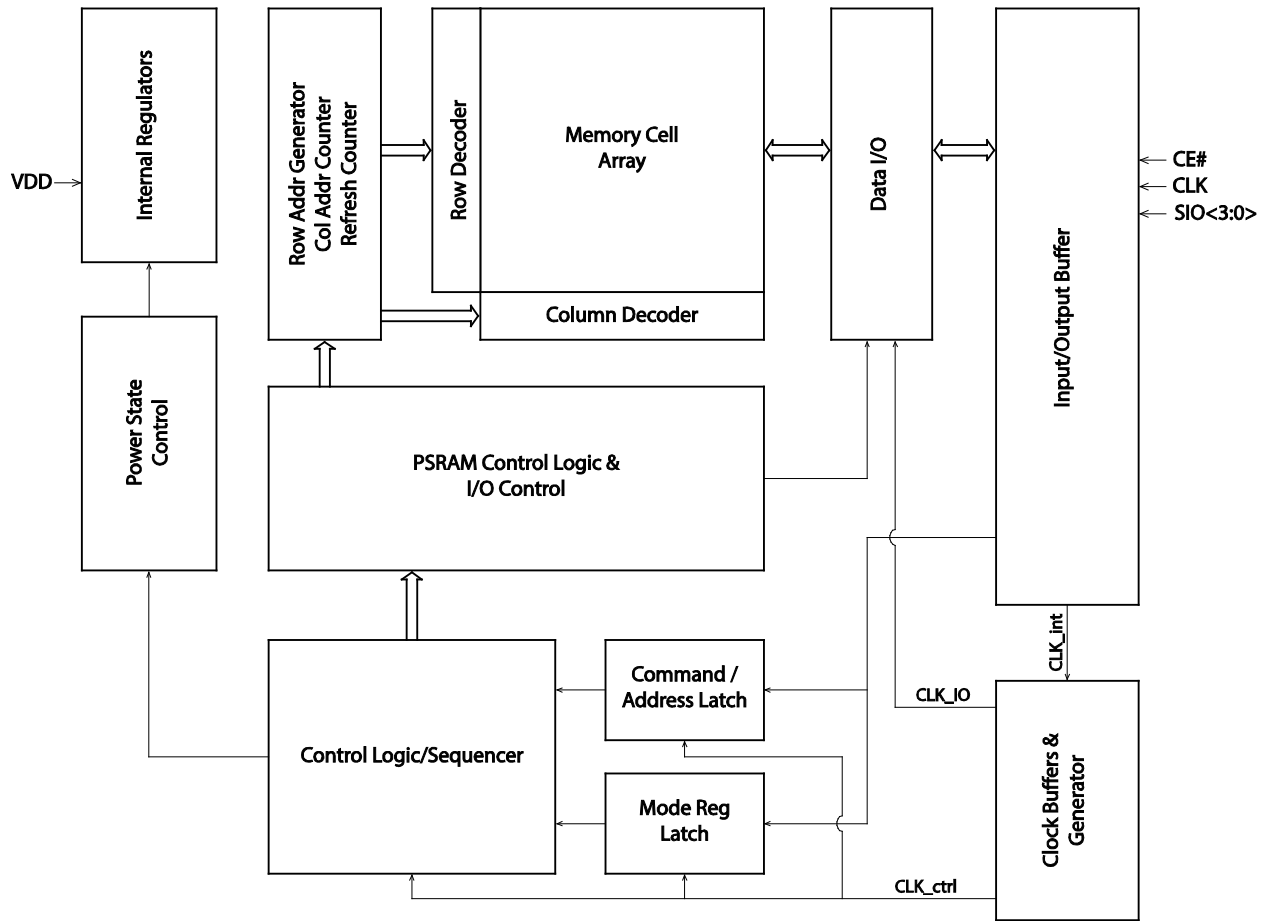 VDD
Internal Regulators
Power State
Control
Row Addr Generator
Col Addr Counter
Refresh Counter
Row Decoder
Memory Cell
Array
Column Decoder
Data I/O
Input/Output Buffer
CE#
CLK
SIO<3:0>
PSRAM Control Logic &
I/O Control
Control Logic/Sequencer
Command /
Address Latch
Mode Reg
Latch
CLK_int
CLK_IO
CLK_ctrl
Clock Buffers &
Generator